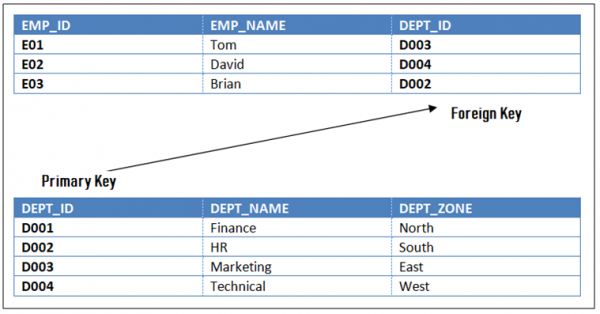 EMP_ID EMP_NAME DEPT_ID
E01 Tom D003
E02 David D004
E03 Brian D002
Foreign Key
Primary Key
DEPT_ID DEPT_NAME DEPT_ZONE
D001 Finance North
D002 HR South
D003 Marketing East
D004 Technical West